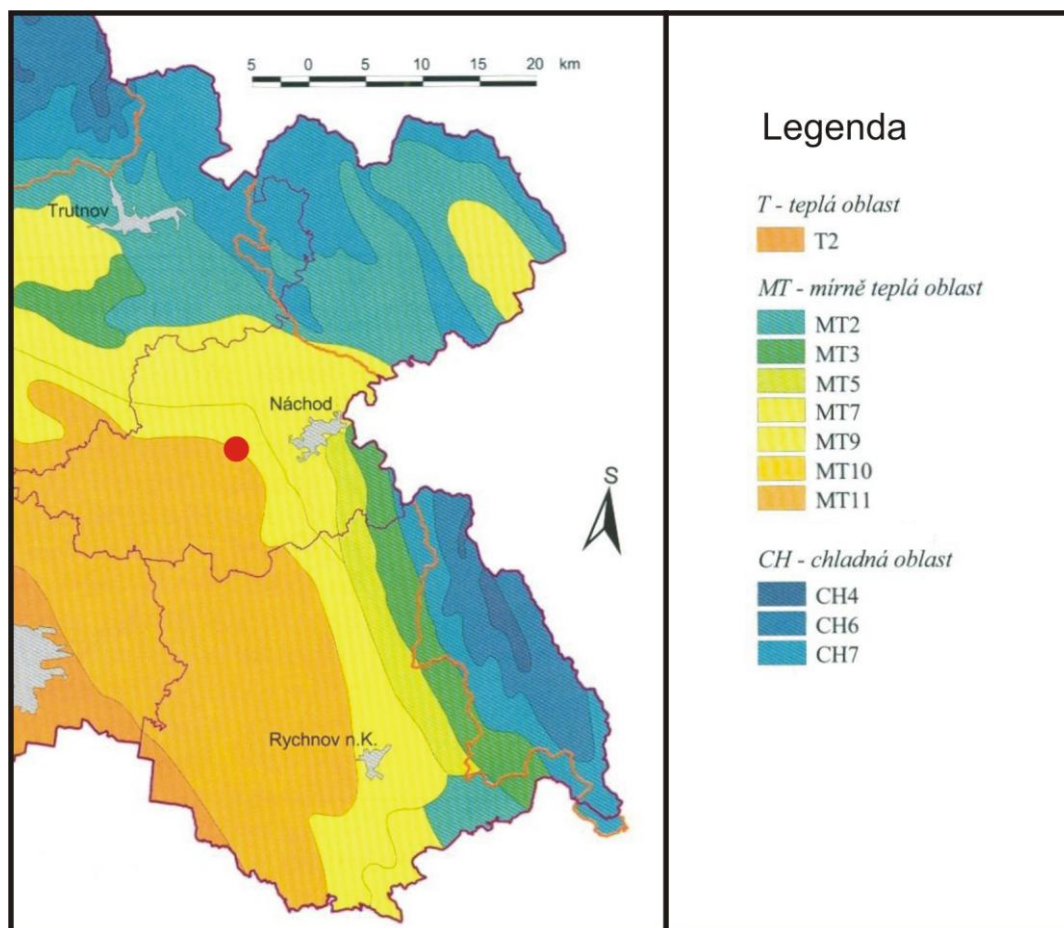 5 0 5 10 15 20 km
Trutnov
Náchod
S
Rychnov n.K.
Legenda
T - teplá oblast
T2
MT - mírně teplá oblast
MT2
MT3
MT5
MT7
MT9
MT10
MT11
CH - chladná oblast
CH4
CH6
CH7